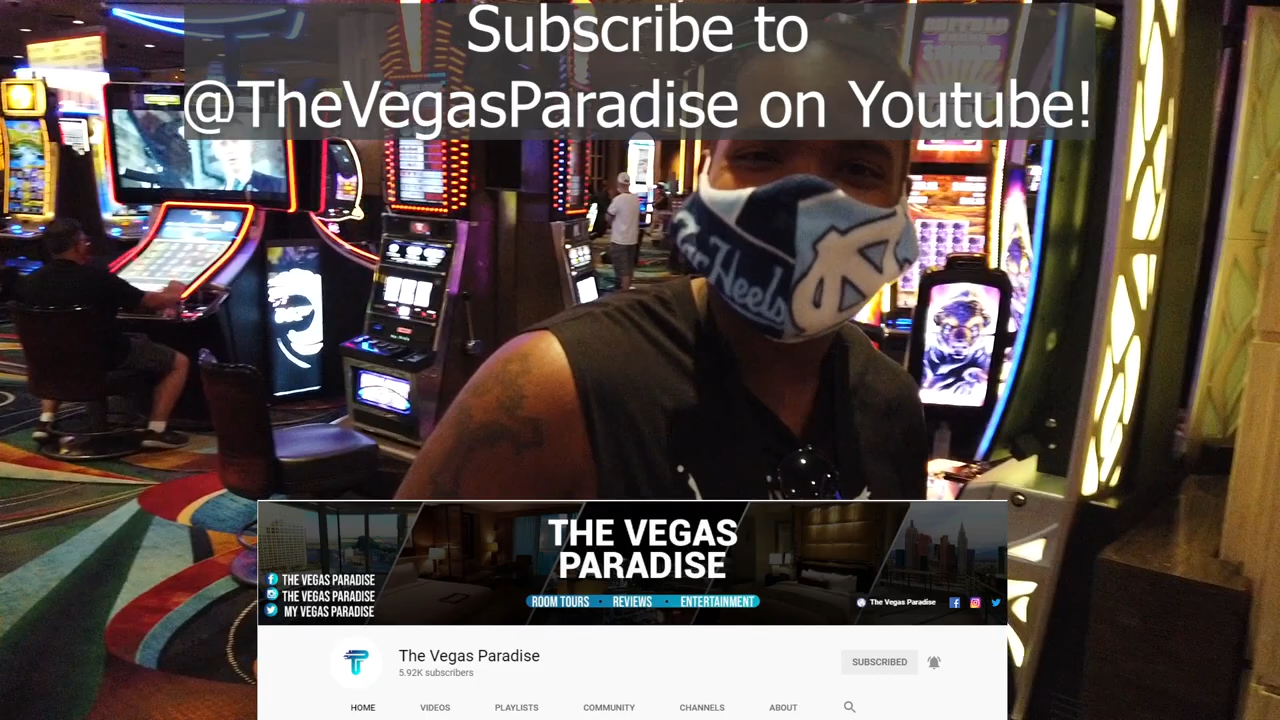 Subscribe to
@TheVegasParadise on Youtube!
Tar Heels
THE VEGAS
PARADISE
ROOM TOURS • REVIEWS • ENTERTAINMENT
THE VEGAS PARADISE
THE VEGAS PARADISE
MY VEGAS PARADISE
The Vegas Paradise
The Vegas Paradise
5.92K subscribers
SUBSCRIBED
HOME VIDEOS PLAYLISTS COMMUNITY CHANNELS ABOUT